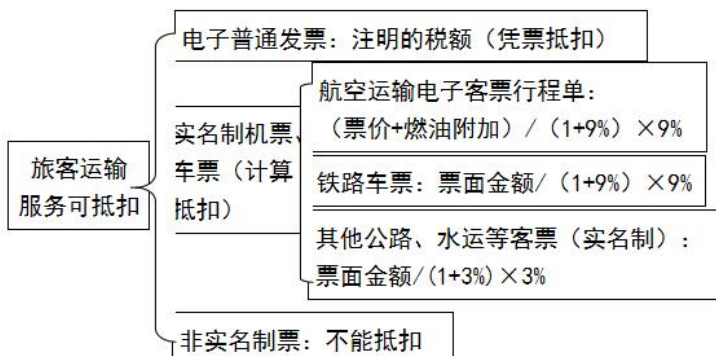 旅客运输
服务可抵扣
电子普通发票：注明的税额（凭票抵扣）
实名制机票、
车票（计算
抵扣）
航空运输电子客票行程单：
（票价+燃油附加）/（1+9%）×9%
铁路车票：票面金额/（1+9%）×9%
其他公路、水运等客票（实名制）：
票面金额/(1+3%)×3%
非实名制票：不能抵扣